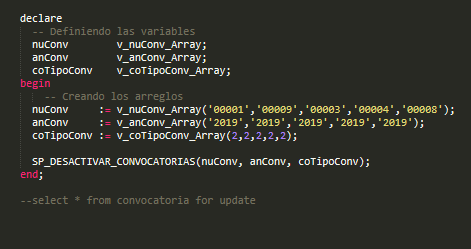 declare
-- Definiendo las variables
nuConv v_nuConv_Array;
anConv v_anConv_Array;
coTipoConv v_coTipoConv_Array;
begin
-- Creando los arreglos
nuConv := v_nuConv_Array('00001','00009','00003','00004','00008');
anConv := v_anConv_Array('2019','2019','2019','2019','2019');
coTipoConv := v_coTipoConv_Array(2,2,2,2,2);
SP_DESACTIVAR_CONVOCATORIAS(nuConv, anConv, coTipoConv);
end;
--select * from convocatoria for update